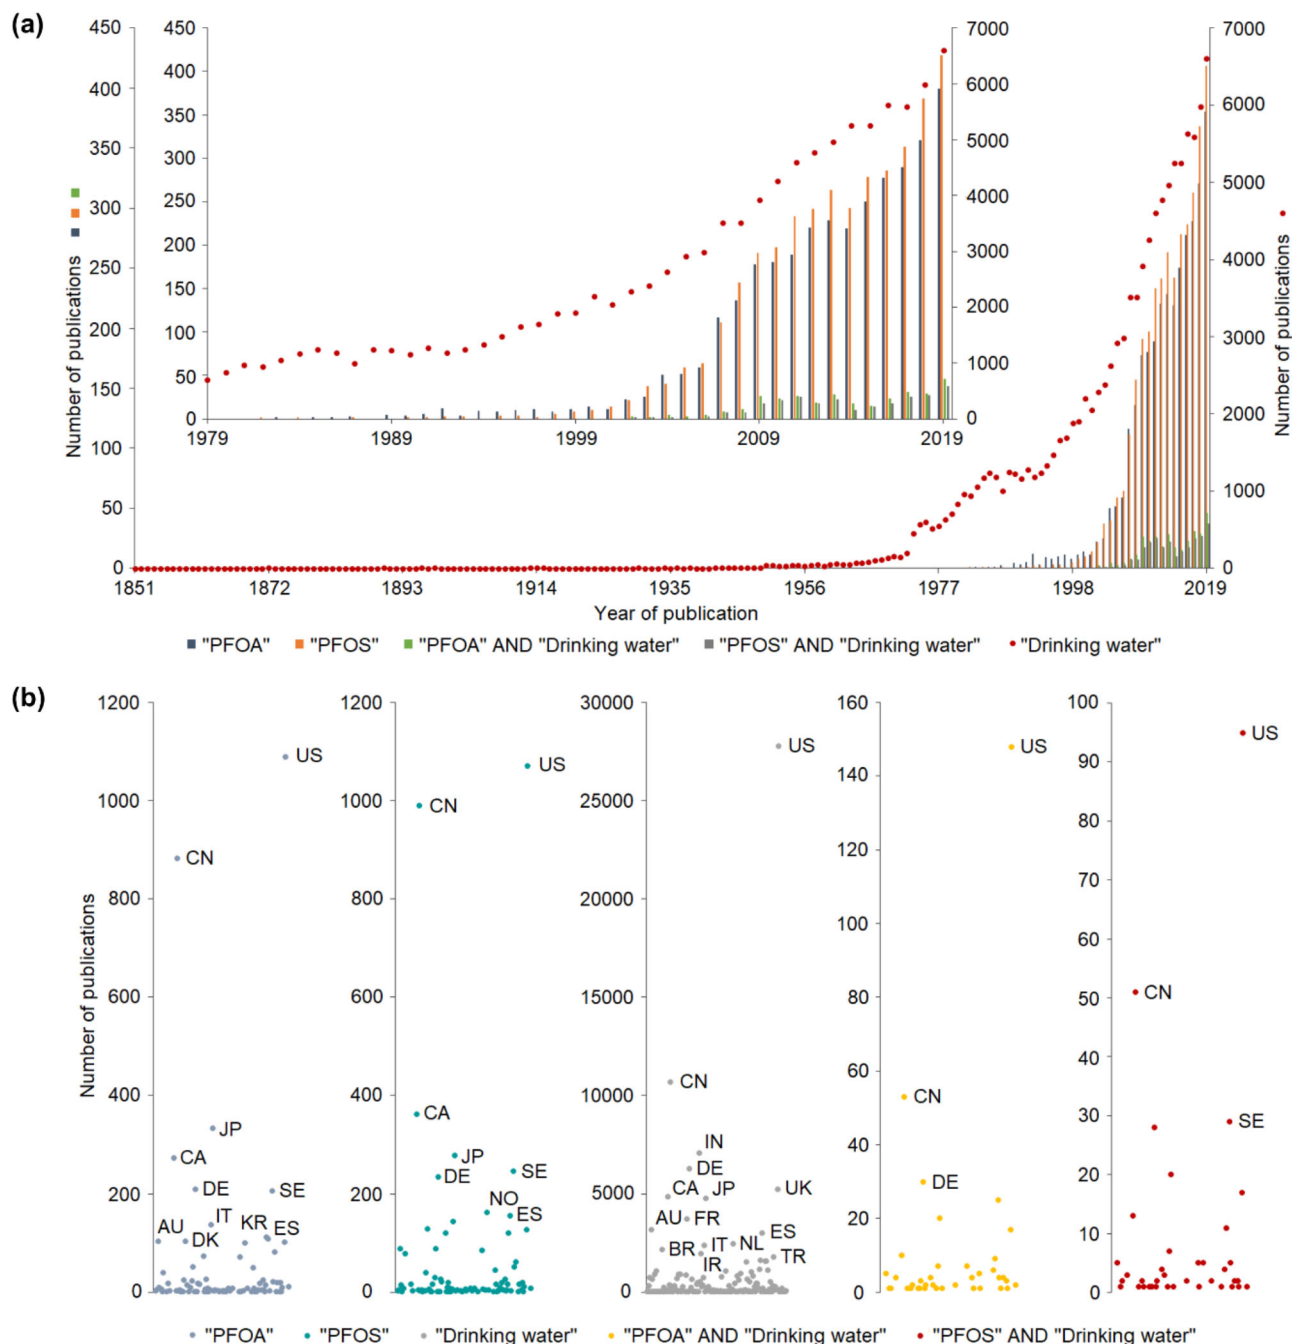 (a)
450 450 7000 7000
400 400 6000 6000
350 350 5000 5000
300 300 4000 4000
250 250 3000 3000
200 200 2000 2000
150 150 1000 1000
100 100 0 0
50 50
0 0
Number of publications
Number of publications
1979 1989 1999 2009 2019
1851 1872 1893 1914 1935 1956 1977 1998 2019
Year of publication
"PFOA" "PFOS" "PFOA" AND "Drinking water" "PFOS" AND "Drinking water" "Drinking water"
(b)
Number of publications
1200
1000
800
600
400
200
0
US
CN
JP
CA
DE
SE
IT
AU
KR
ES
DK
1200
1000
800
600
400
200
0
US
CN
CA
JP
DE
SE
NO
ES
30000
25000
20000
15000
10000
5000
0
US
CN
IN
DE
CA
JP
UK
AU
FR
ES
BR
IT
NL
IR
TR
160
140
120
100
80
60
40
20
0
US
CN
DE
100
90
80
70
60
50
40
30
20
10
0
US
CN
SE
"PFOA" "PFOS" "Drinking water" "PFOA" AND "Drinking water" "PFOS" AND "Drinking water"